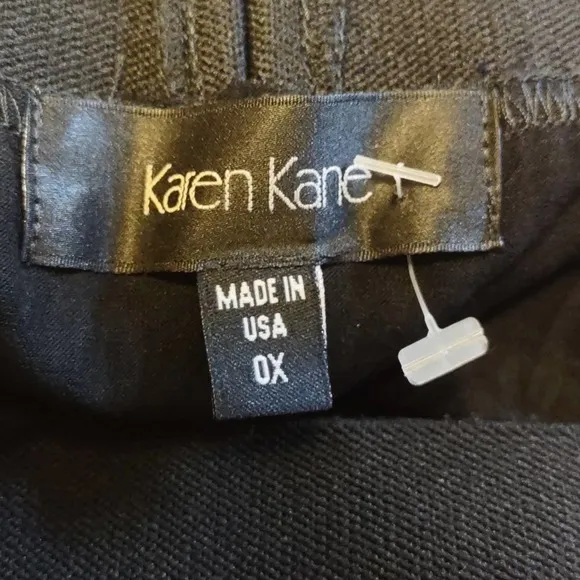 Karen Kane
MADE IN
USA
0X